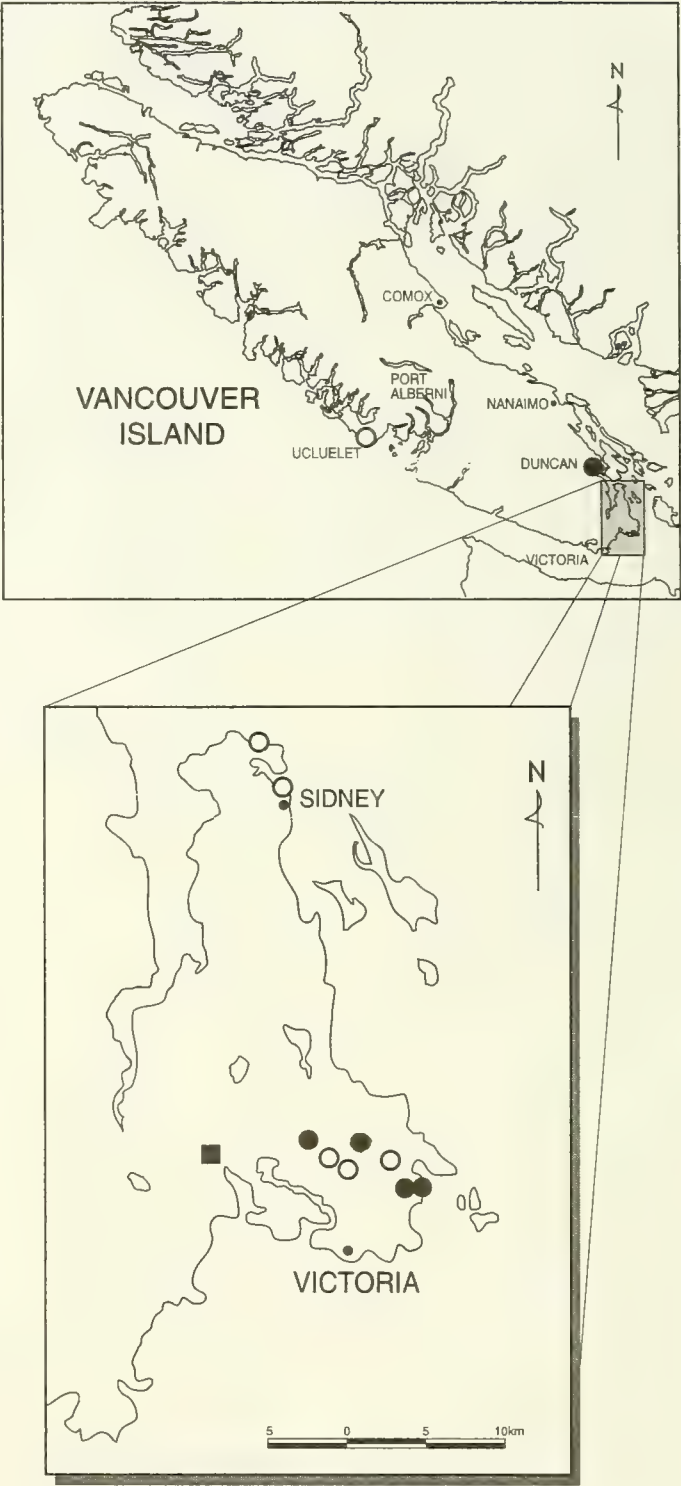 N
COMOX
PORT
ALBERNI
VANCOUVER
ISLAND
NANAIMO
UCLUELET
DUNCAN
VICTORIA
N
SIDNEY
VICTORIA
5 0 5 10km